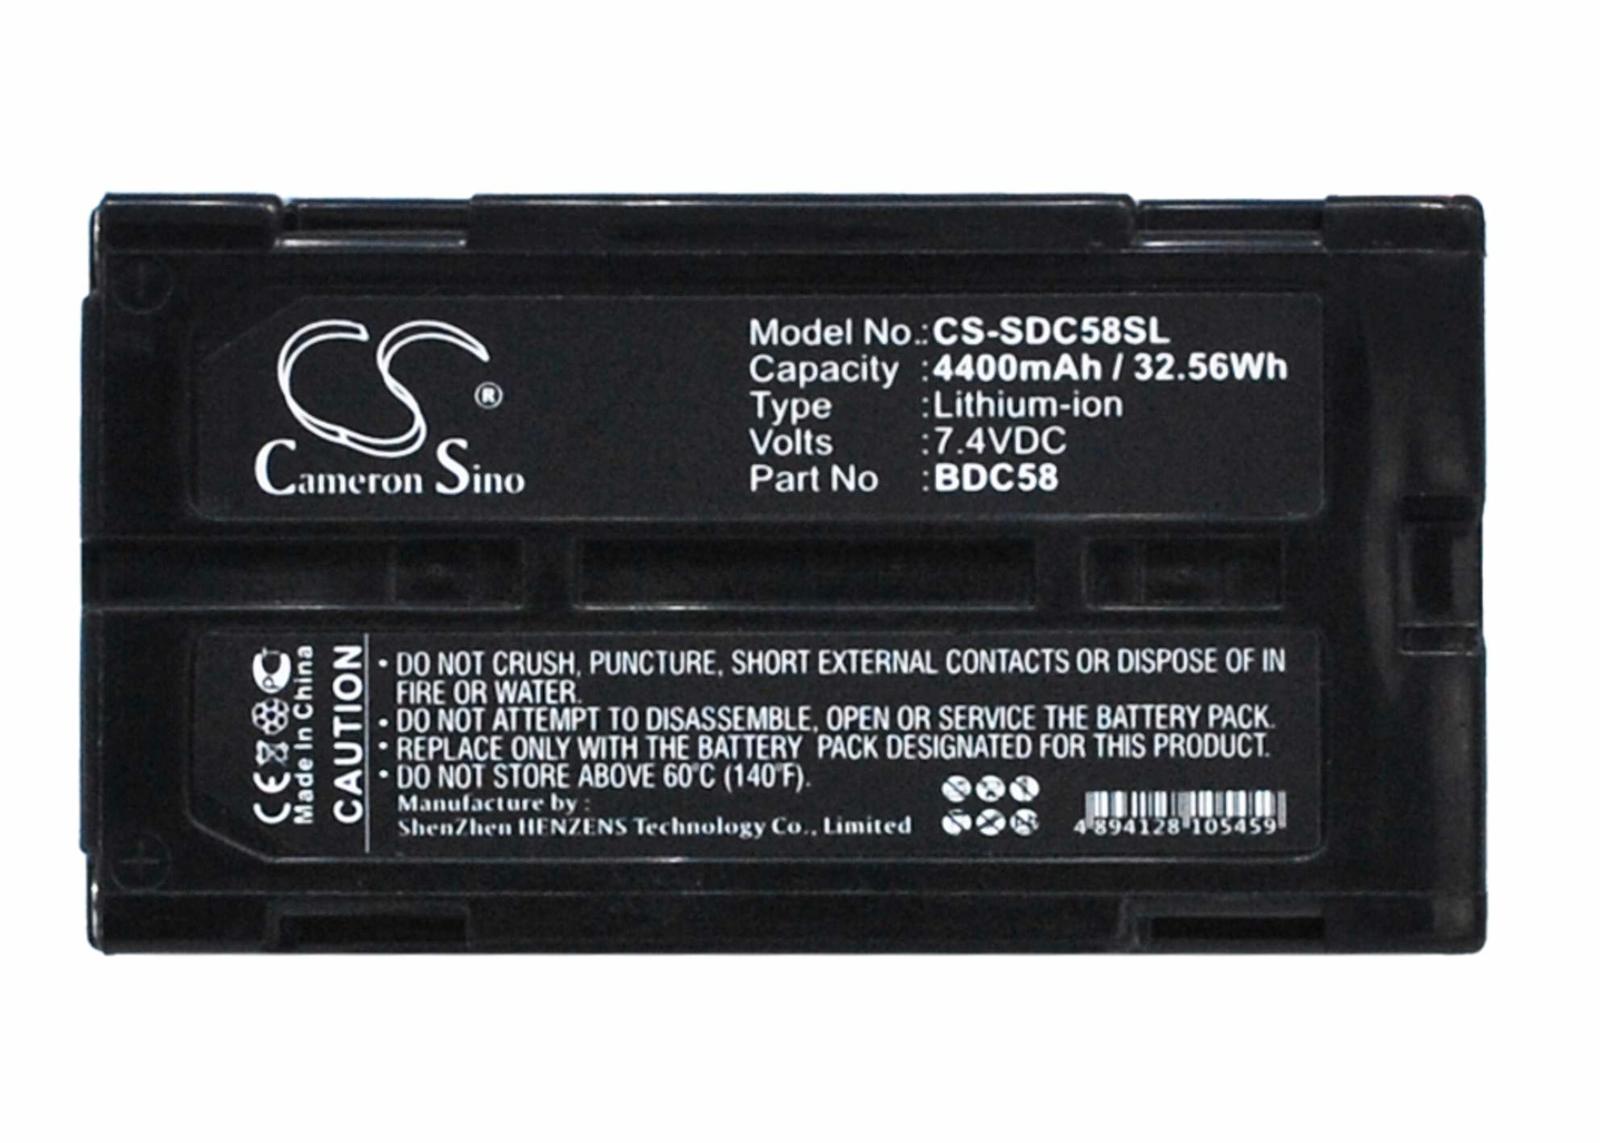 CS®
Cameron Sino
Model No.:CS-SDC58SL
Capacity :4400mAh / 32.56Wh
Type :Lithium-ion
Volts :7.4VDC
Part No :BDC58
CE PC
Made In China
CAUTION
• DO NOT CRUSH, PUNCTURE, SHORT EXTERNAL CONTACTS OR DISPOSE OF IN
FIRE OR WATER.
• DO NOT ATTEMPT TO DISASSEMBLE, OPEN OR SERVICE THE BATTERY PACK.
• REPLACE ONLY WITH THE BATTERY PACK DESIGNATED FOR THIS PRODUCT.
• DO NOT STORE ABOVE 60°C (140°F).
Manufacture by :
ShenZhen HENZENS Technology Co., Limited
4 894128 105459